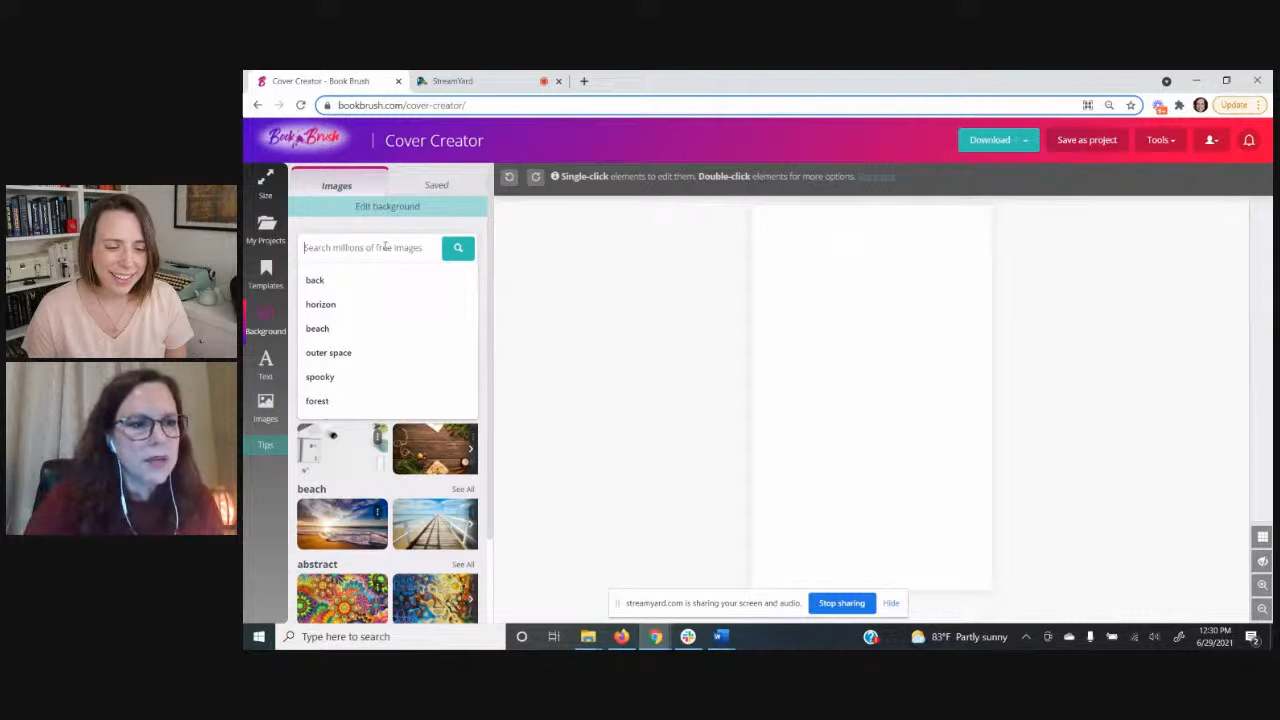 Cover Creator - Book Brush
StreamYard
bookbrush.com/cover-creator/
Update
Book Brush
Cover Creator
Download
Save as project
Tools
Size
My Projects
Templates
Background
Text
Images
Tips
Images
Saved
Edit background
Search millions of free images
back
horizon
beach
outer space
spooky
forest
beach
See All
abstract
See All
Single-click elements to edit them. Double-click elements for more options.
streamyard.com is sharing your screen and audio.
Stop sharing
Hide
Type here to search
83°F Partly sunny
12:30 PM
6/29/2021
2